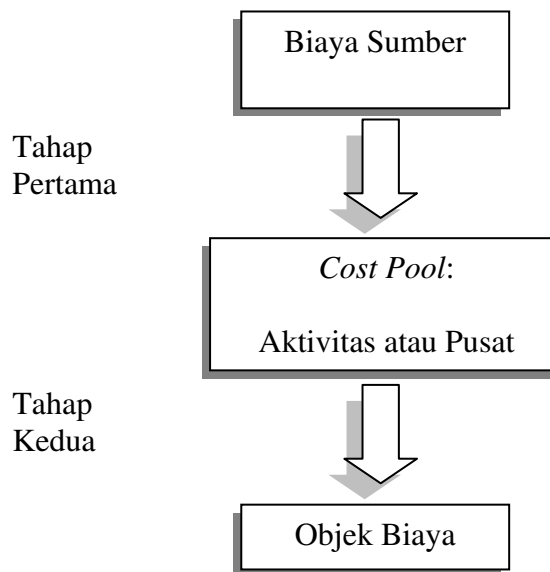 Biaya Sumber
Tahap
Pertama
Cost Pool:
Aktivitas atau Pusat
Tahap
Kedua
Objek Biaya